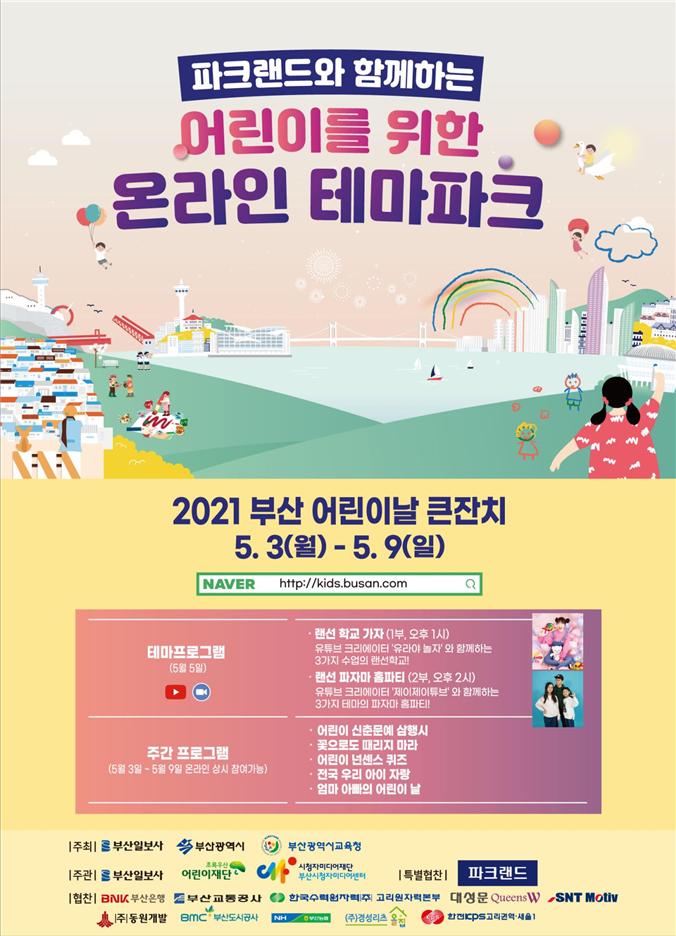 파크랜드와 함께하는
어린이를 위한
온라인 테마파크
2021 부산 어린이날 큰잔치
5. 3(월) - 5. 9(일)
NAVER http://kids.busan.com
테마프로그램
(5월 5일)
· 랜선 학교 가자 (1부, 오후 1시)
유튜브 크리에이터 '유라야 놀자' 와 함께하는
3가지 수업의 랜선학교!
· 랜선 파자마 홈파티 (2부, 오후 2시)
유튜브 크리에이터 '제이제이튜브' 와 함께하는
3가지 테마의 파자마 홈파티!
주간 프로그램
(5월 3일 ~ 5월 9일 온라인 상시 참여가능)
· 어린이 신춘문예 삼행시
· 꽃으로도 때리지 마라
· 어린이 넌센스 퀴즈
· 전국 우리 아이 자랑
· 엄마 아빠의 어린이 날
|주최| 부산일보사 부산광역시 부산광역시교육청
|주관| 부산일보사 초록우산 어린이재단 시청자미디어재단 부산시청자미디어센터 |특별협찬| 파크랜드
|협찬| BNK 부산은행 부산교통공사 한국수력원자력(주) 고리원자력본부 대성문 QueensW SNT Motiv
(주)동원개발 BMC 부산도시공사 NH 부산농협 (주)경성리츠 올집 한전KPS고리권역·새울1